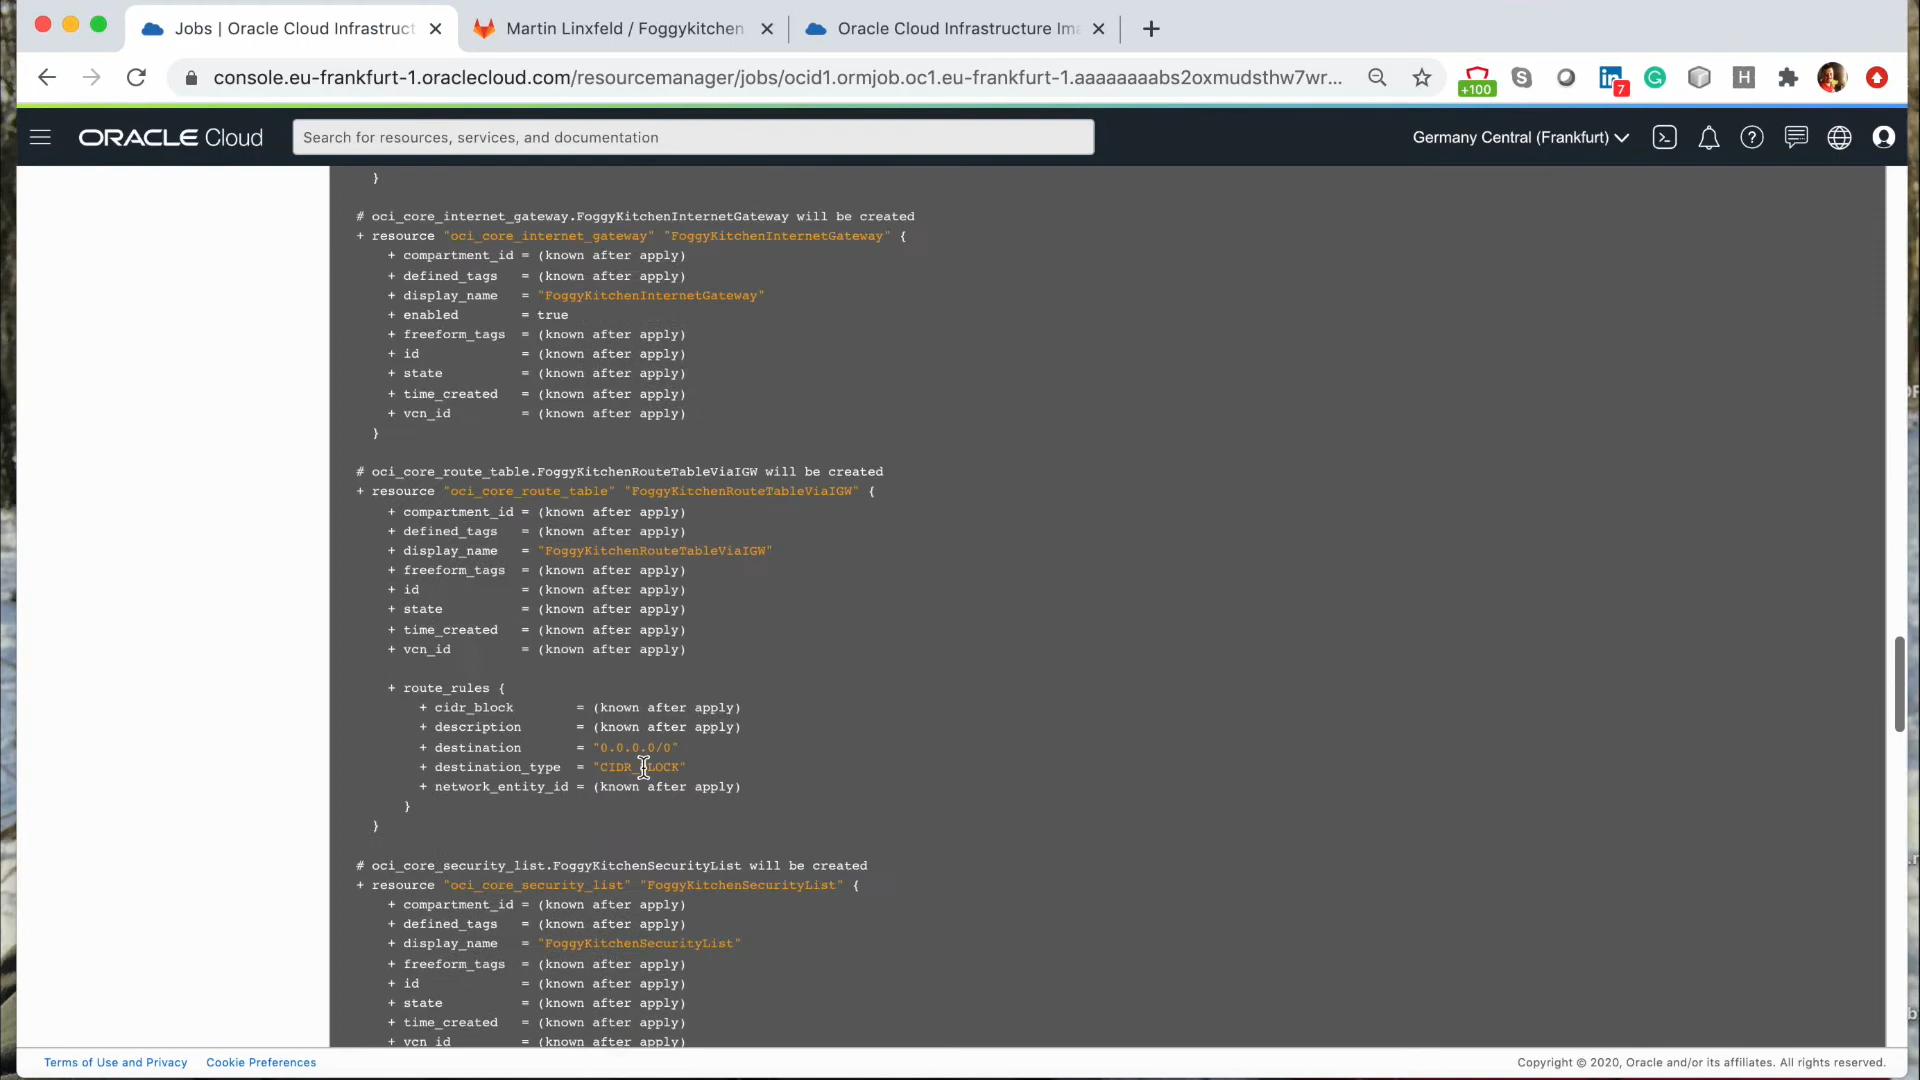 Jobs | Oracle Cloud Infrastruct
Martin Linxfeld / Foggykitchen
Oracle Cloud Infrastructure Im
console.eu-frankfurt-1.oraclecloud.com/resourcemanager/jobs/ocid1.ormjob.oc1.eu-frankfurt-1.aaaaaaaabs2oxmudsthw7wr...
+100
7
H
ORACLE Cloud
Search for resources, services, and documentation
Germany Central (Frankfurt)
}
# oci_core_internet_gateway.FoggyKitchenInternetGateway will be created
+ resource "oci_core_internet_gateway" "FoggyKitchenInternetGateway" {
+ compartment_id = (known after apply)
+ defined_tags = (known after apply)
+ display_name = "FoggyKitchenInternetGateway"
+ enabled = true
+ freeform_tags = (known after apply)
+ id = (known after apply)
+ state = (known after apply)
+ time_created = (known after apply)
+ vcn_id = (known after apply)
}
# oci_core_route_table.FoggyKitchenRouteTableViaIGW will be created
+ resource "oci_core_route_table" "FoggyKitchenRouteTableViaIGW" {
+ compartment_id = (known after apply)
+ defined_tags = (known after apply)
+ display_name = "FoggyKitchenRouteTableViaIGW"
+ freeform_tags = (known after apply)
+ id = (known after apply)
+ state = (known after apply)
+ time_created = (known after apply)
+ vcn_id = (known after apply)
+ route_rules {
+ cidr_block = (known after apply)
+ description = (known after apply)
+ destination = "0.0.0.0/0"
+ destination_type = "CIDR_BLOCK"
+ network_entity_id = (known after apply)
}
}
# oci_core_security_list.FoggyKitchenSecurityList will be created
+ resource "oci_core_security_list" "FoggyKitchenSecurityList" {
+ compartment_id = (known after apply)
+ defined_tags = (known after apply)
+ display_name = "FoggyKitchenSecurityList"
+ freeform_tags = (known after apply)
+ id = (known after apply)
+ state = (known after apply)
+ time_created = (known after apply)
+ vcn_id = (known after apply)
Terms of Use and Privacy
Cookie Preferences
Copyright © 2020, Oracle and/or its affiliates. All rights reserved.